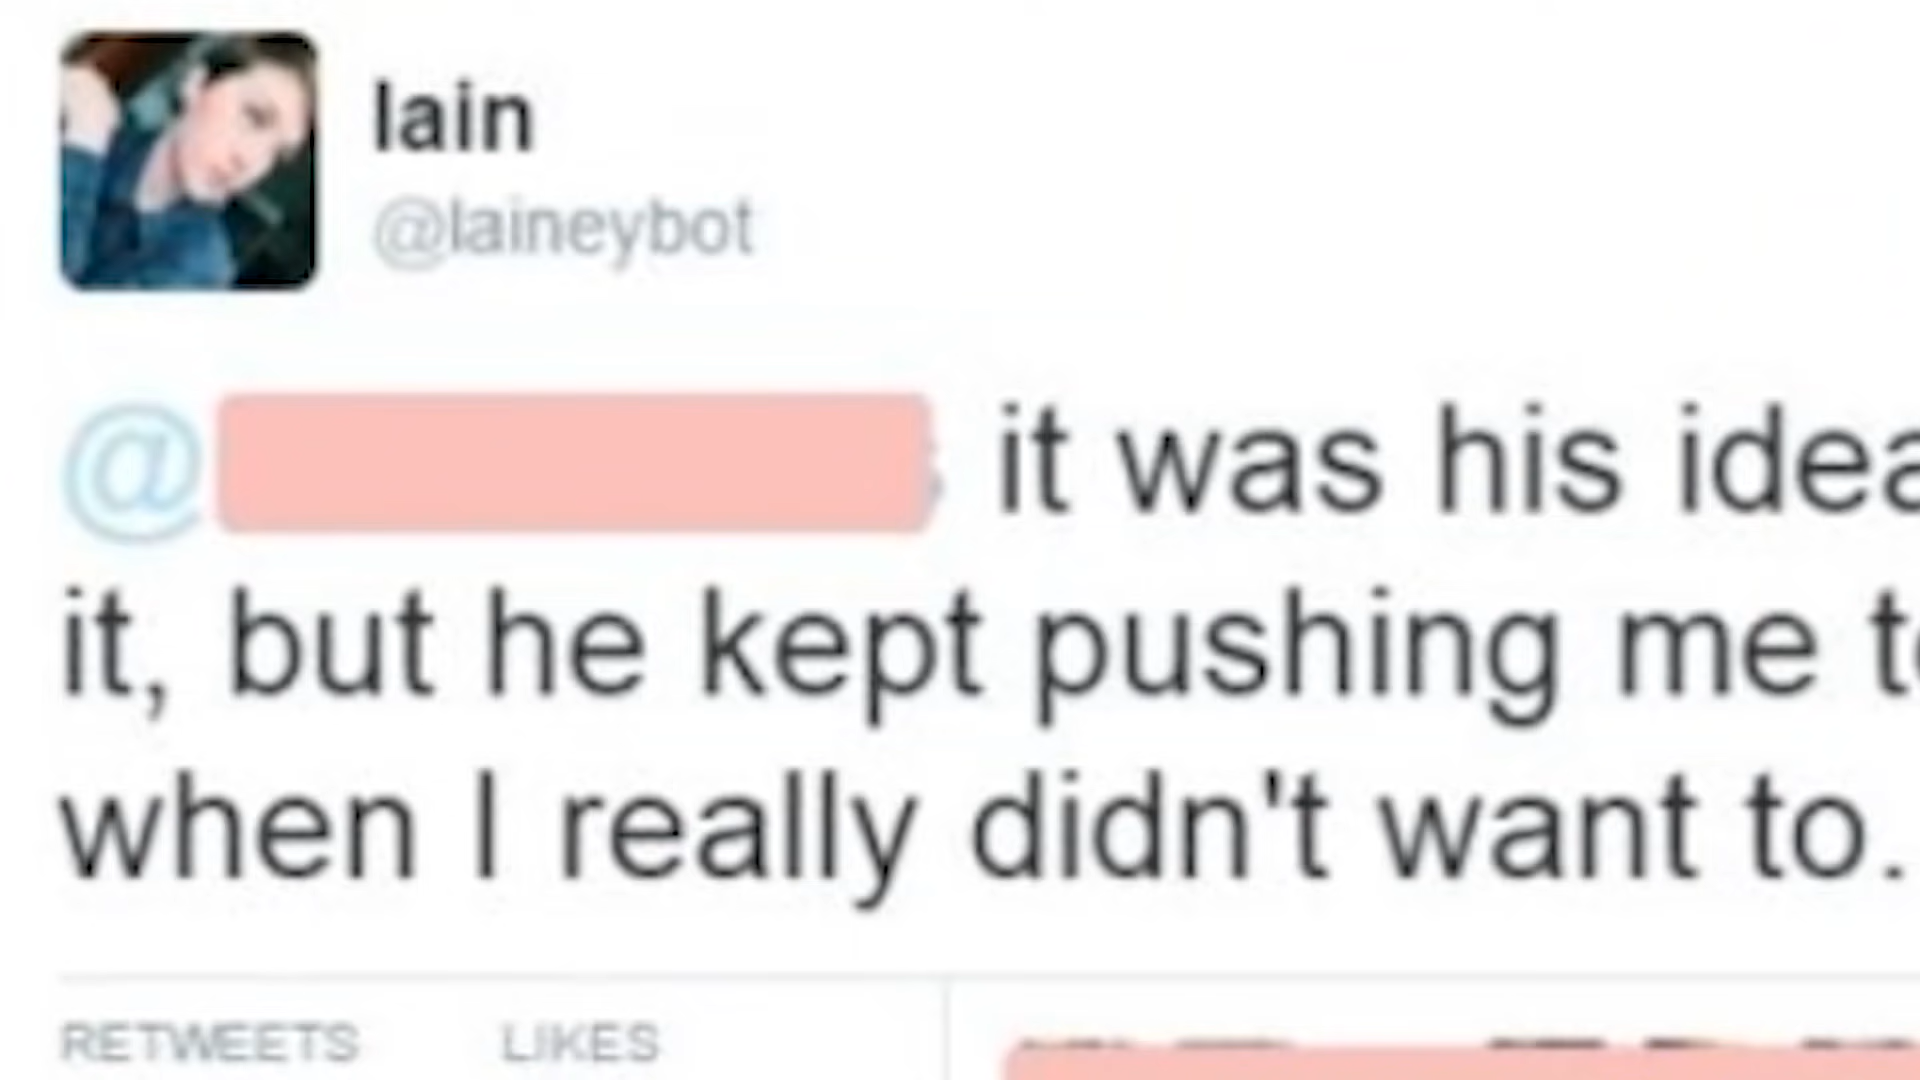 lain
@laineybot
@ it was his idea
it, but he kept pushing me to
when I really didn't want to.
RETWEETS LIKES